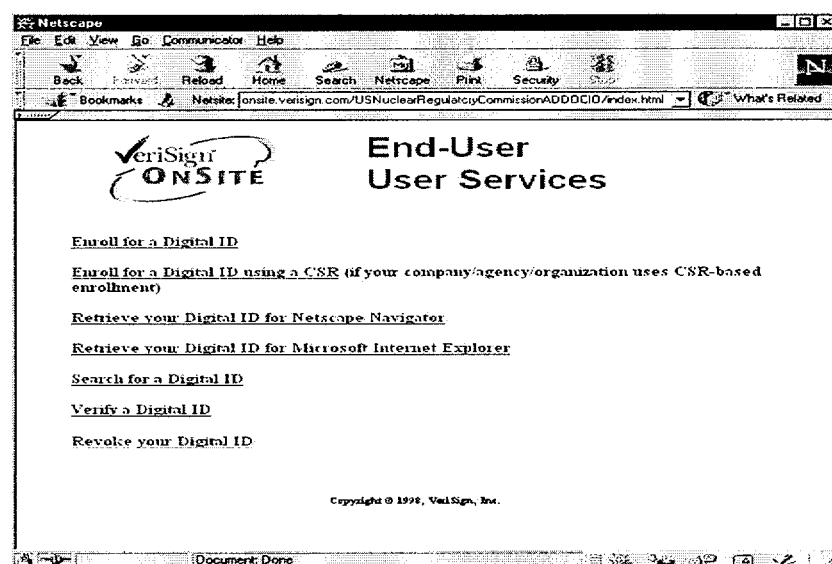 Netscape
File Edit View Go Communicator Help
Back Forward Reload Home Search Netscape Print Security Stop
Bookmarks Netsite: onsite.verisign.com/USNuclearRegulatoryCommissionADDOCIO/index.html What's Related
N
VeriSign
ONSITE
End-User
User Services
Enroll for a Digital ID
Enroll for a Digital ID using a CSR (if your company/agency/organization uses CSR-based
enrollment)
Retrieve your Digital ID for Netscape Navigator
Retrieve your Digital ID for Microsoft Internet Explorer
Search for a Digital ID
Verify a Digital ID
Revoke your Digital ID
Copyright © 1998, VeriSign, Inc.
Document: Done